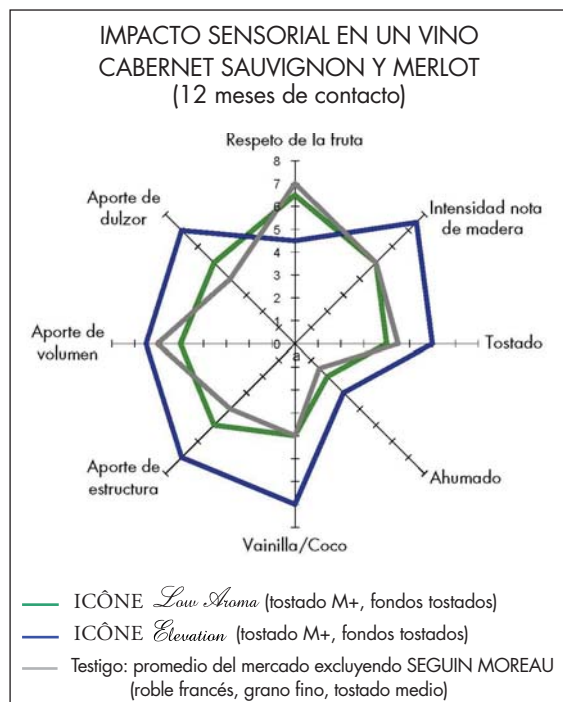 IMPACTO SENSORIAL EN UN VINO
CABERNET SAUVIGNON Y MERLOT
(12 meses de contacto)
Respeto de la fruta
8
7
6
5
4
3
2
1
0
a
Aporte de
dulzor
Intensidad nota
de madera
Aporte de
volumen
Tostado
Aporte de
estructura
Ahumado
Vainilla/Coco
ICÔNE Low Aroma (tostado M+, fondos tostados)
ICÔNE Elevation (tostado M+, fondos tostados)
Testigo: promedio del mercado excluyendo SEGUIN MOREAU
(roble francés, grano fino, tostado medio)